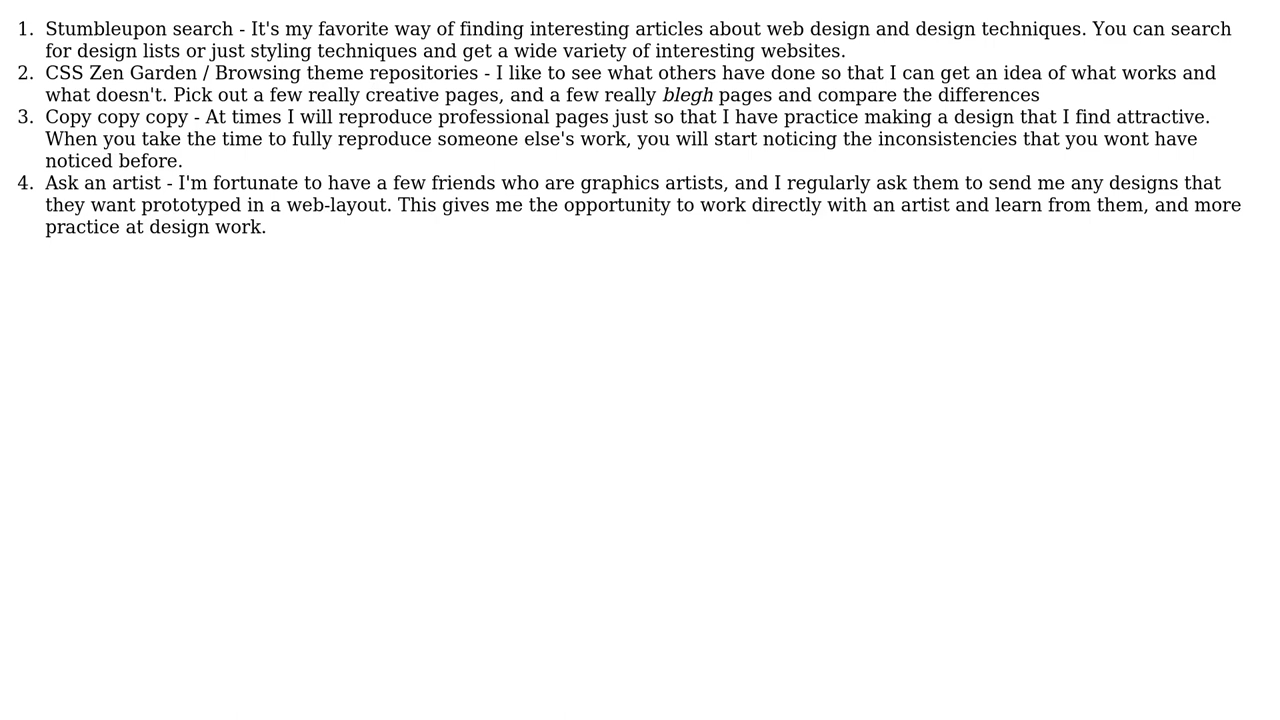 1. Stumbleupon search - It's my favorite way of finding interesting articles about web design and design techniques. You can search
for design lists or just styling techniques and get a wide variety of interesting websites.
2. CSS Zen Garden / Browsing theme repositories - I like to see what others have done so that I can get an idea of what works and
what doesn't. Pick out a few really creative pages, and a few really blegh pages and compare the differences
3. Copy copy copy - At times I will reproduce professional pages just so that I have practice making a design that I find attractive.
When you take the time to fully reproduce someone else's work, you will start noticing the inconsistencies that you wont have
noticed before.
4. Ask an artist - I'm fortunate to have a few friends who are graphics artists, and I regularly ask them to send me any designs that
they want prototyped in a web-layout. This gives me the opportunity to work directly with an artist and learn from them, and more
practice at design work.